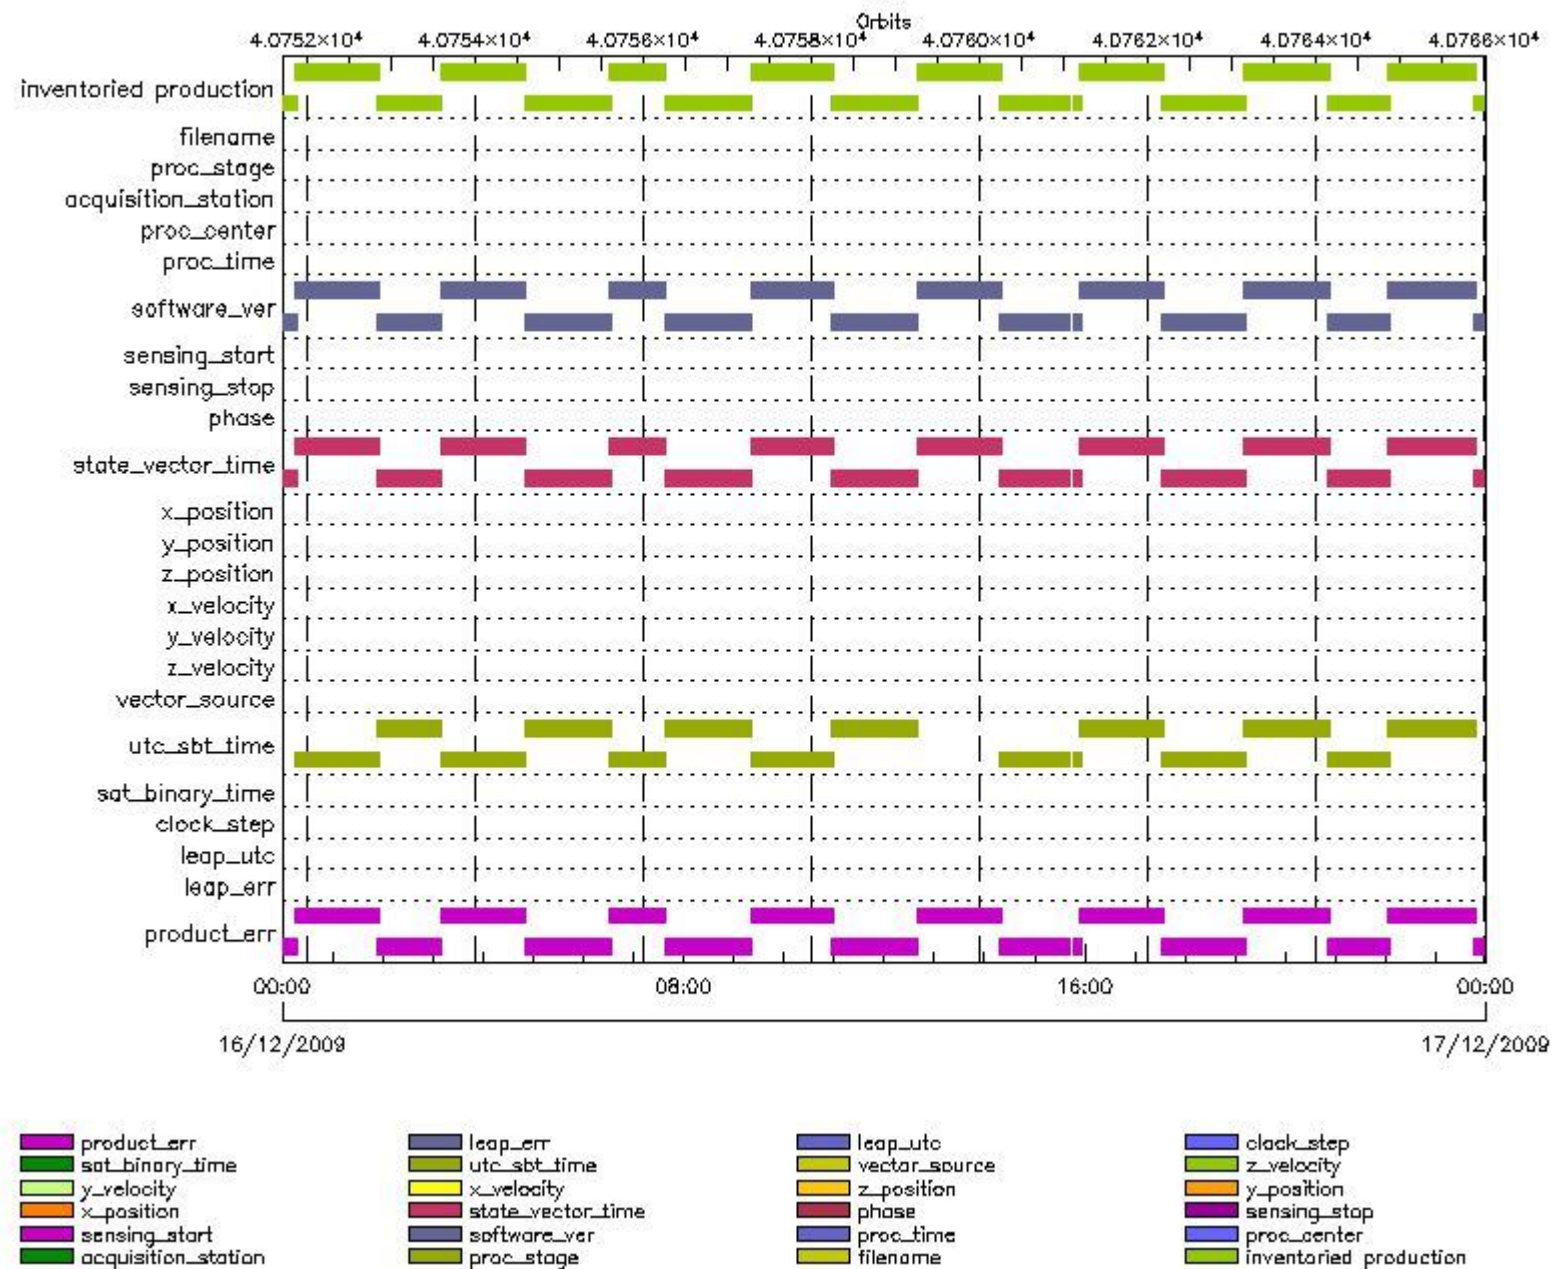 Orbits
4.0752×10⁴ 4.0754×10⁴ 4.0756×10⁴ 4.0758×10⁴ 4.0760×10⁴ 4.0762×10⁴ 4.0764×10⁴ 4.0766×10⁴
inventoried production
filename
proc_stage
acquisition_station
proc_center
proc_time
software_ver
sensing_start
sensing_stop
phase
state_vector_time
x_position
y_position
z_position
x_velocity
y_velocity
z_velocity
vector_source
utc_sbt_time
sat_binary_time
clock_step
leap_utc
leap_err
product_err
00:00 08:00 16:00 00:00
16/12/2009 17/12/2009
product_err leap_err leap_utc clock_step
sat_binary_time utc_sbt_time vector_source z_velocity
y_velocity x_velocity z_position y_position
x_position state_vector_time phase sensing_stop
sensing_start software_ver proc_time proc_center
acquisition_station proc_stage filename inventoried production